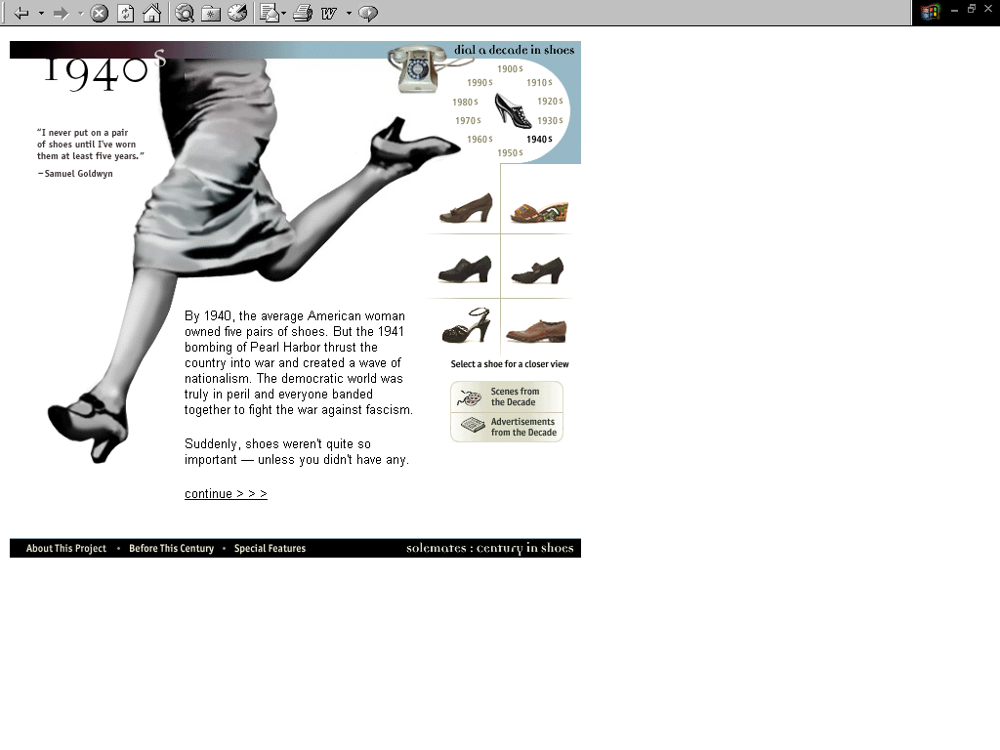 dial a decade in shoes
1940s
1900s
1990s
1910s
1980s
1920s
1970s
1930s
1960s
1940s
1950s
"I never put on a pair
of shoes until I've worn
them at least five years."
–Samuel Goldwyn
By 1940, the average American woman
owned five pairs of shoes. But the 1941
bombing of Pearl Harbor thrust the
country into war and created a wave of
nationalism. The democratic world was
truly in peril and everyone banded
together to fight the war against fascism.
Suddenly, shoes weren't quite so
important — unless you didn't have any.
continue > > >
Select a shoe for a closer view
Scenes from
the Decade
Advertisements
from the Decade
About This Project • Before This Century • Special Features
solemates : century in shoes